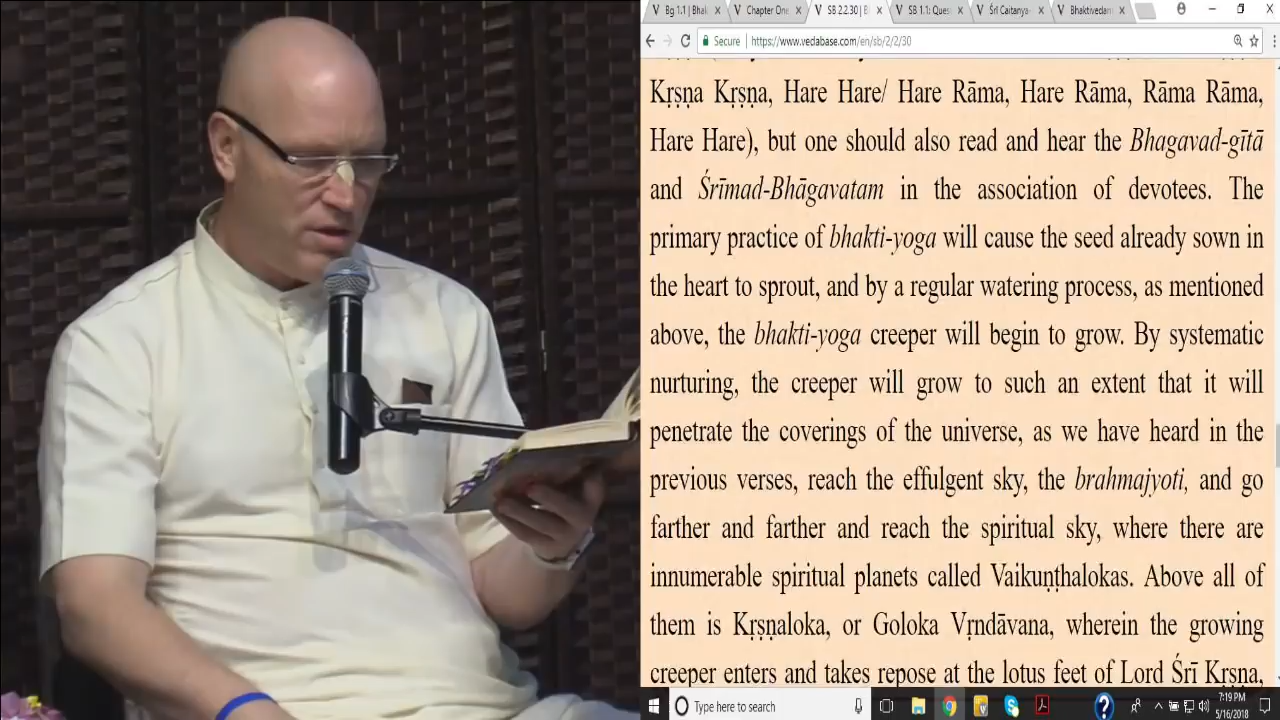 Bg 1.1 | Bhak
Chapter One
SB 2.2.30 | B
SB 1.1: Ques
Śrī Caitanya-
Bhaktivedan
Secure | https://www.vedabase.com/en/sb/2/2/30
Kṛṣṇa Kṛṣṇa, Hare Hare/ Hare Rāma, Hare Rāma, Rāma Rāma,
Hare Hare), but one should also read and hear the Bhagavad-gītā
and Śrīmad-Bhāgavatam in the association of devotees. The
primary practice of bhakti-yoga will cause the seed already sown in
the heart to sprout, and by a regular watering process, as mentioned
above, the bhakti-yoga creeper will begin to grow. By systematic
nurturing, the creeper will grow to such an extent that it will
penetrate the coverings of the universe, as we have heard in the
previous verses, reach the effulgent sky, the brahmajyoti, and go
farther and farther and reach the spiritual sky, where there are
innumerable spiritual planets called Vaikuṇṭhalokas. Above all of
them is Kṛṣṇaloka, or Goloka Vṛndāvana, wherein the growing
creeper enters and takes repose at the lotus feet of Lord Śrī Kṛṣṇa,
Type here to search
7:19 PM
5/16/2018